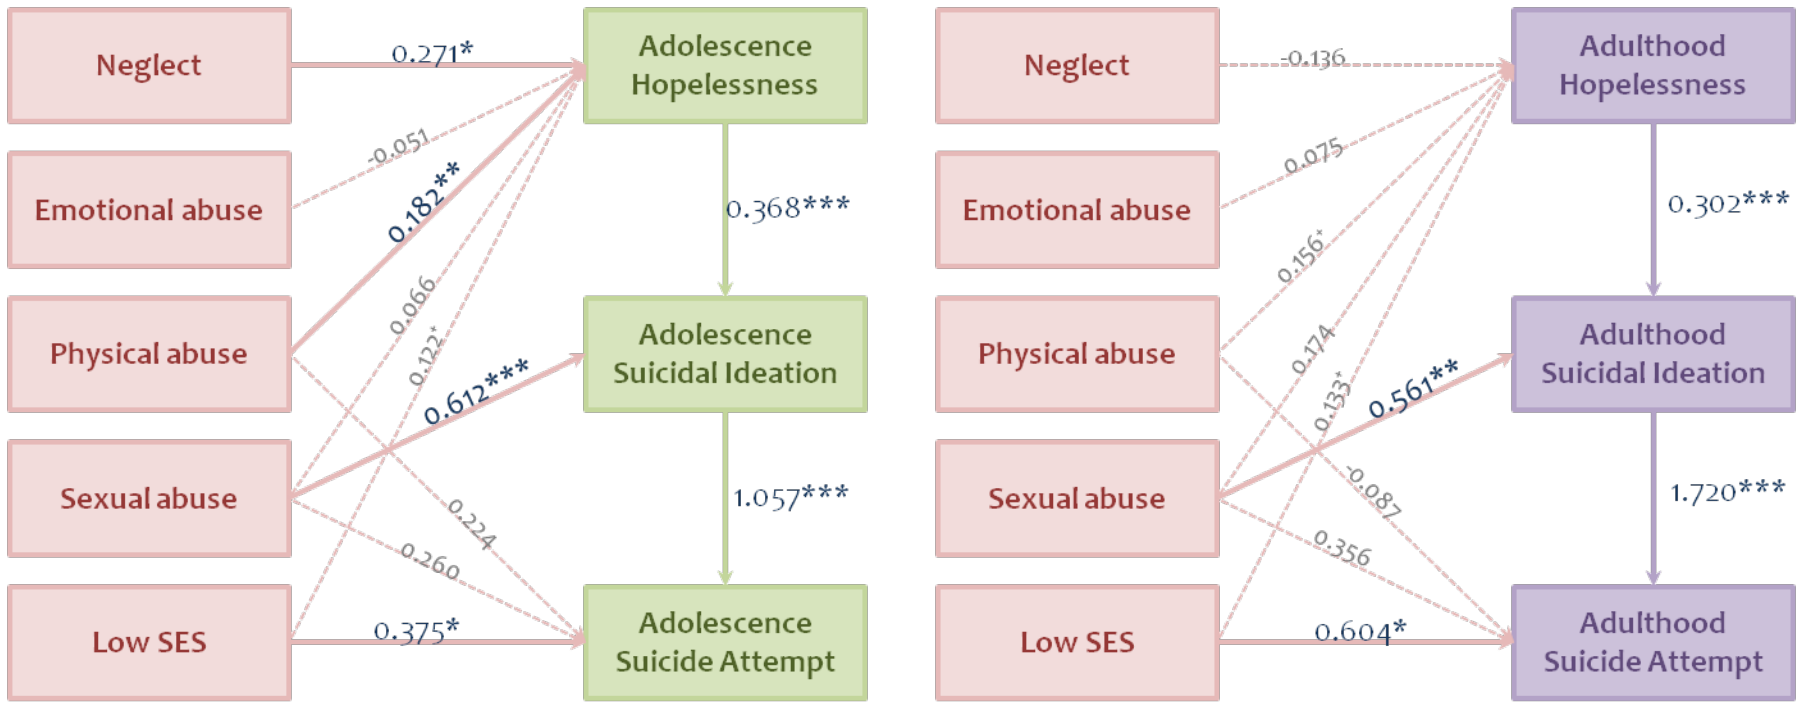 Neglect
Emotional abuse
Physical abuse
Sexual abuse
Low SES
0.271*
-0.051
0.182**
0.066
0.122⁺
0.612***
0.224
0.260
0.375*
Adolescence
Hopelessness
0.368***
Adolescence
Suicidal Ideation
1.057***
Adolescence
Suicide Attempt
Neglect
Emotional abuse
Physical abuse
Sexual abuse
Low SES
-0.136
0.075
0.156⁺
0.174
0.133⁺
0.561**
-0.087
0.356
0.604*
Adulthood
Hopelessness
0.302***
Adulthood
Suicidal Ideation
1.720***
Adulthood
Suicide Attempt